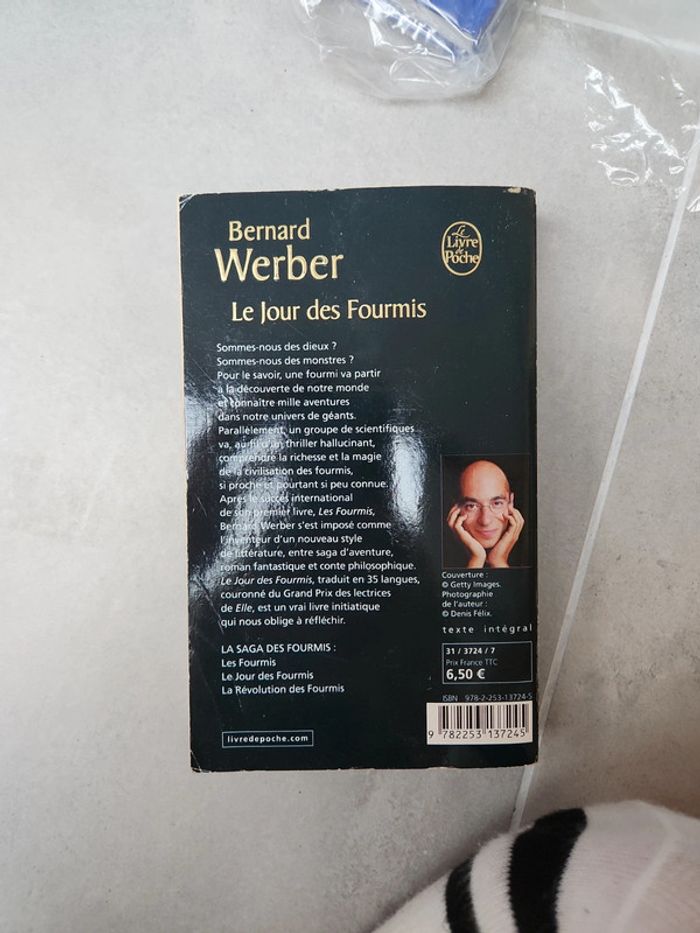 Bernard
Werber
Le Jour des Fourmis
Le
Livre
de
Poche
Sommes-nous des dieux ?
Sommes-nous des monstres ?
Pour le savoir, une fourmi va partir
à la découverte de notre monde
et connaître mille aventures
dans notre univers de géants.
Parallèlement, un groupe de scientifiques
va, au fil d'un thriller hallucinant,
comprendre la richesse et la magie
de la civilisation des fourmis,
si proche et pourtant si peu connue.
Après le succès international
de son premier livre, Les Fourmis,
Bernard Werber s'est imposé comme
l'inventeur d'un nouveau style
de littérature, entre saga d'aventure,
roman fantastique et conte philosophique.
Le Jour des Fourmis, traduit en 35 langues,
couronné du Grand Prix des lectrices
de Elle, est un vrai livre initiatique
qui nous oblige à réfléchir.
LA SAGA DES FOURMIS :
Les Fourmis
Le Jour des Fourmis
La Révolution des Fourmis
livredepoche.com
Couverture :
© Getty Images.
Photographie
de l'auteur :
© Denis Félix.
texte intégral
31 / 3724 / 7
Prix France TTC
6,50 €
ISBN 978-2-253-13724-5
9 782253 137245